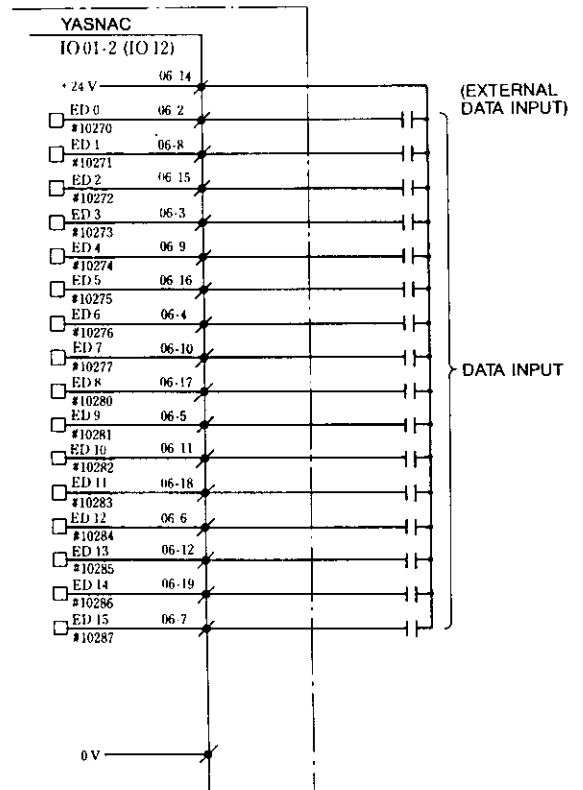 YASNAC
IO 01-2 (IO 12)
+24 V 06-14
(EXTERNAL
DATA INPUT)
ED 0 06-2
#10270
ED 1 06-8
#10271
ED 2 06-15
#10272
ED 3 06-3
#10273
ED 4 06-9
#10274
ED 5 06-16
#10275
ED 6 06-4
#10276
ED 7 06-10
#10277
DATA INPUT
ED 8 06-17
#10280
ED 9 06-5
#10281
ED 10 06-11
#10282
ED 11 06-18
#10283
ED 12 06-6
#10284
ED 13 06-12
#10285
ED 14 06-19
#10286
ED 15 06-7
#10287
0 V